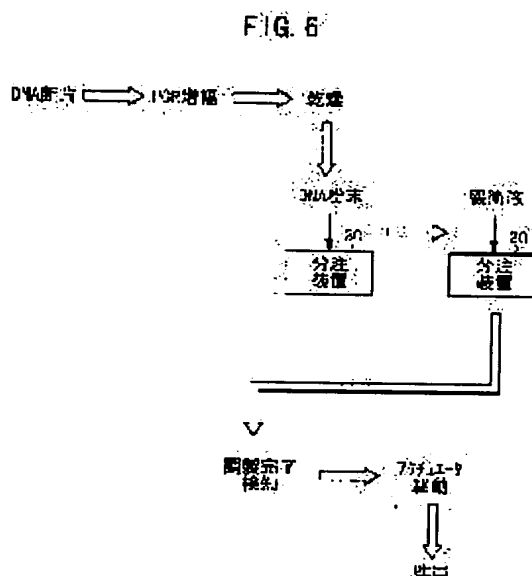 FIG. 6
DNA断片
PCR増幅
乾燥
DNA粉末
緩衝液
20
20
分注
装置
分注
装置
調製完了
検知
アクチュエータ
駆動
吐出